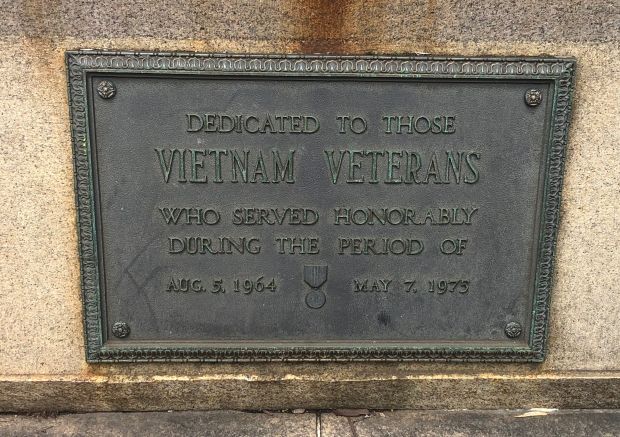 DEDICATED TO THOSE
VIETNAM VETERANS
WHO SERVED HONORABLY
DURING THE PERIOD OF
AUG. 5, 1964 MAY 7, 1975